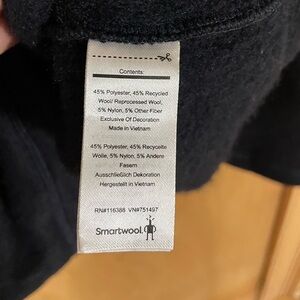 Contents:
45% Polyester, 45% Recycled
Wool/ Reprocessed Wool,
5% Nylon, 5% Other Fiber
Exclusive Of Decoration
Made in Vietnam
45% Polyester, 45% Recycelte
Wolle, 5% Nylon, 5% Andere
Fasern
Ausschließlich Dekoration
Hergestellt in Vietnam
RN#116388 VN#751497
Smartwool